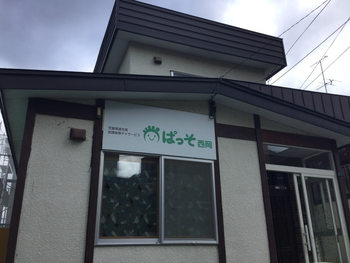 児童発達支援
放課後等デイサービス
ぱっそ 西岡